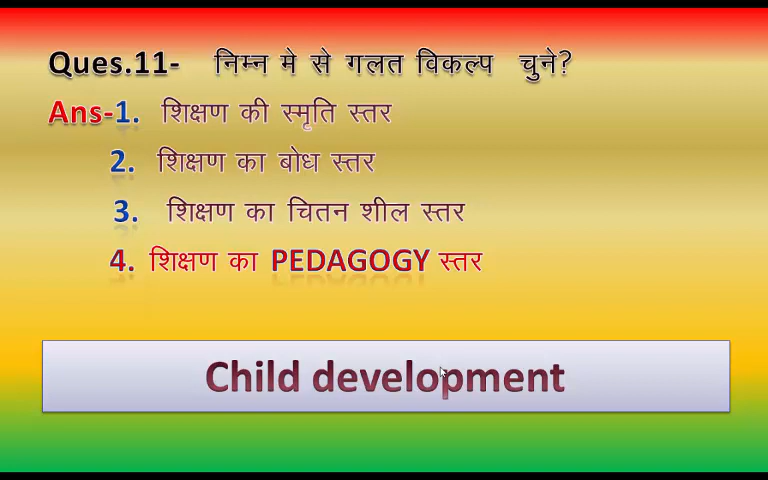 Ques.11- निम्न मे से गलत विकल्प चुने?
Ans-1. शिक्षण की स्मृति स्तर
2. शिक्षण का बोध स्तर
3. शिक्षण का चितन शील स्तर
4. शिक्षण का PEDAGOGY स्तर
Child development